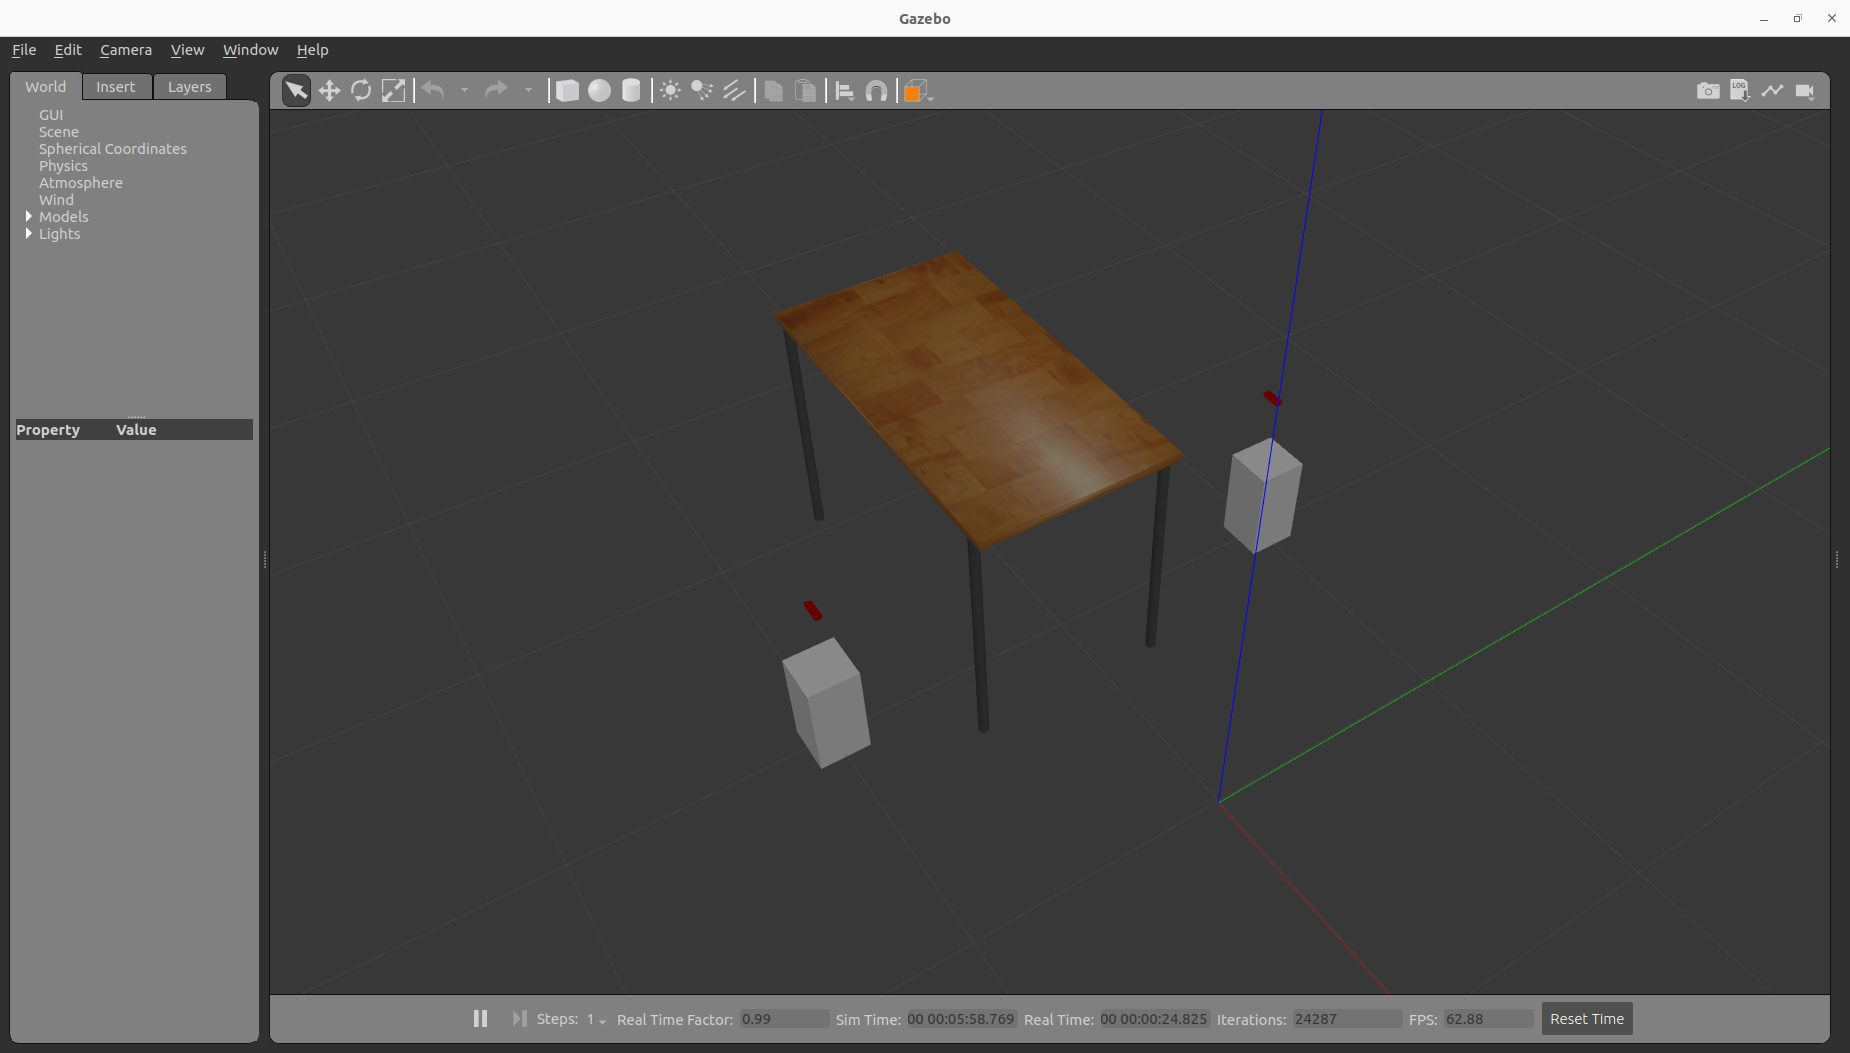 Gazebo
File Edit Camera View Window Help
World Insert Layers
LOG
GUI
Scene
Spherical Coordinates
Physics
Atmosphere
Wind
Models
Lights
Property Value
Steps: 1 Real Time Factor: 0.99 Sim Time: 00 00:05:58.769 Real Time: 00 00:00:24.825 Iterations: 24287 FPS: 62.88 Reset Time